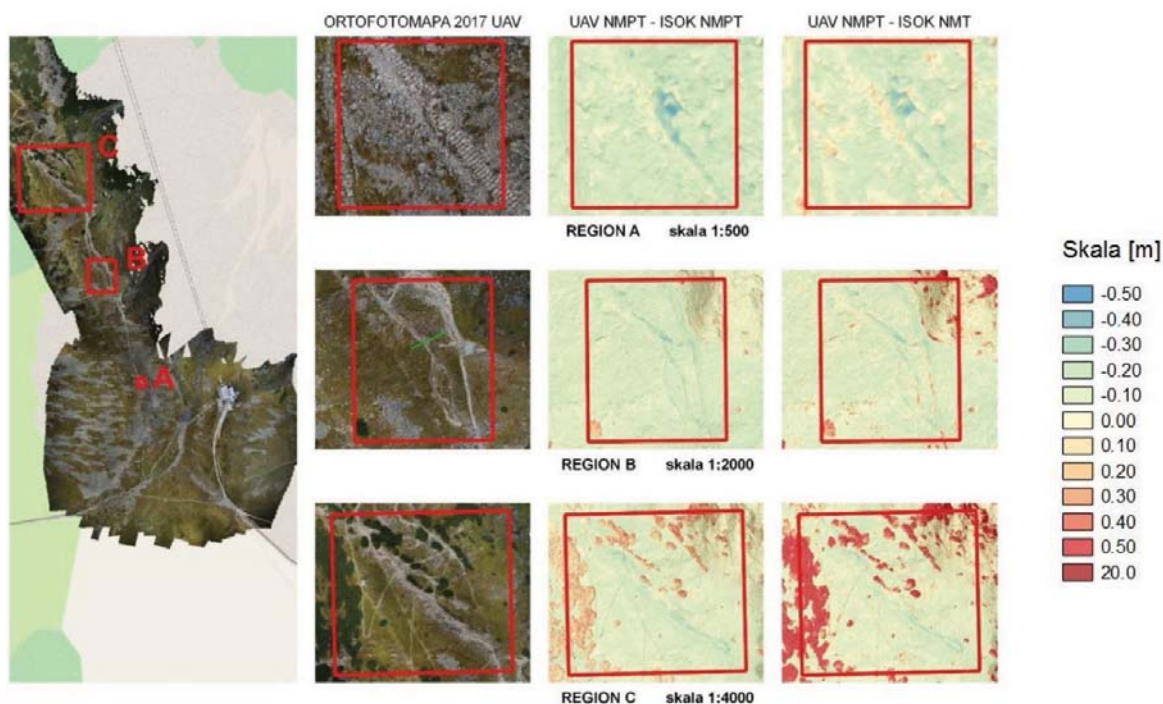 ORTOFOTOMAPA 2017 UAV
UAV NMPT - ISOK NMPT
UAV NMPT - ISOK NMT
C
B
A
REGION A skala 1:500
REGION B skala 1:2000
REGION C skala 1:4000
Skala [m]
-0.50
-0.40
-0.30
-0.20
-0.10
0.00
0.10
0.20
0.30
0.40
0.50
20.0